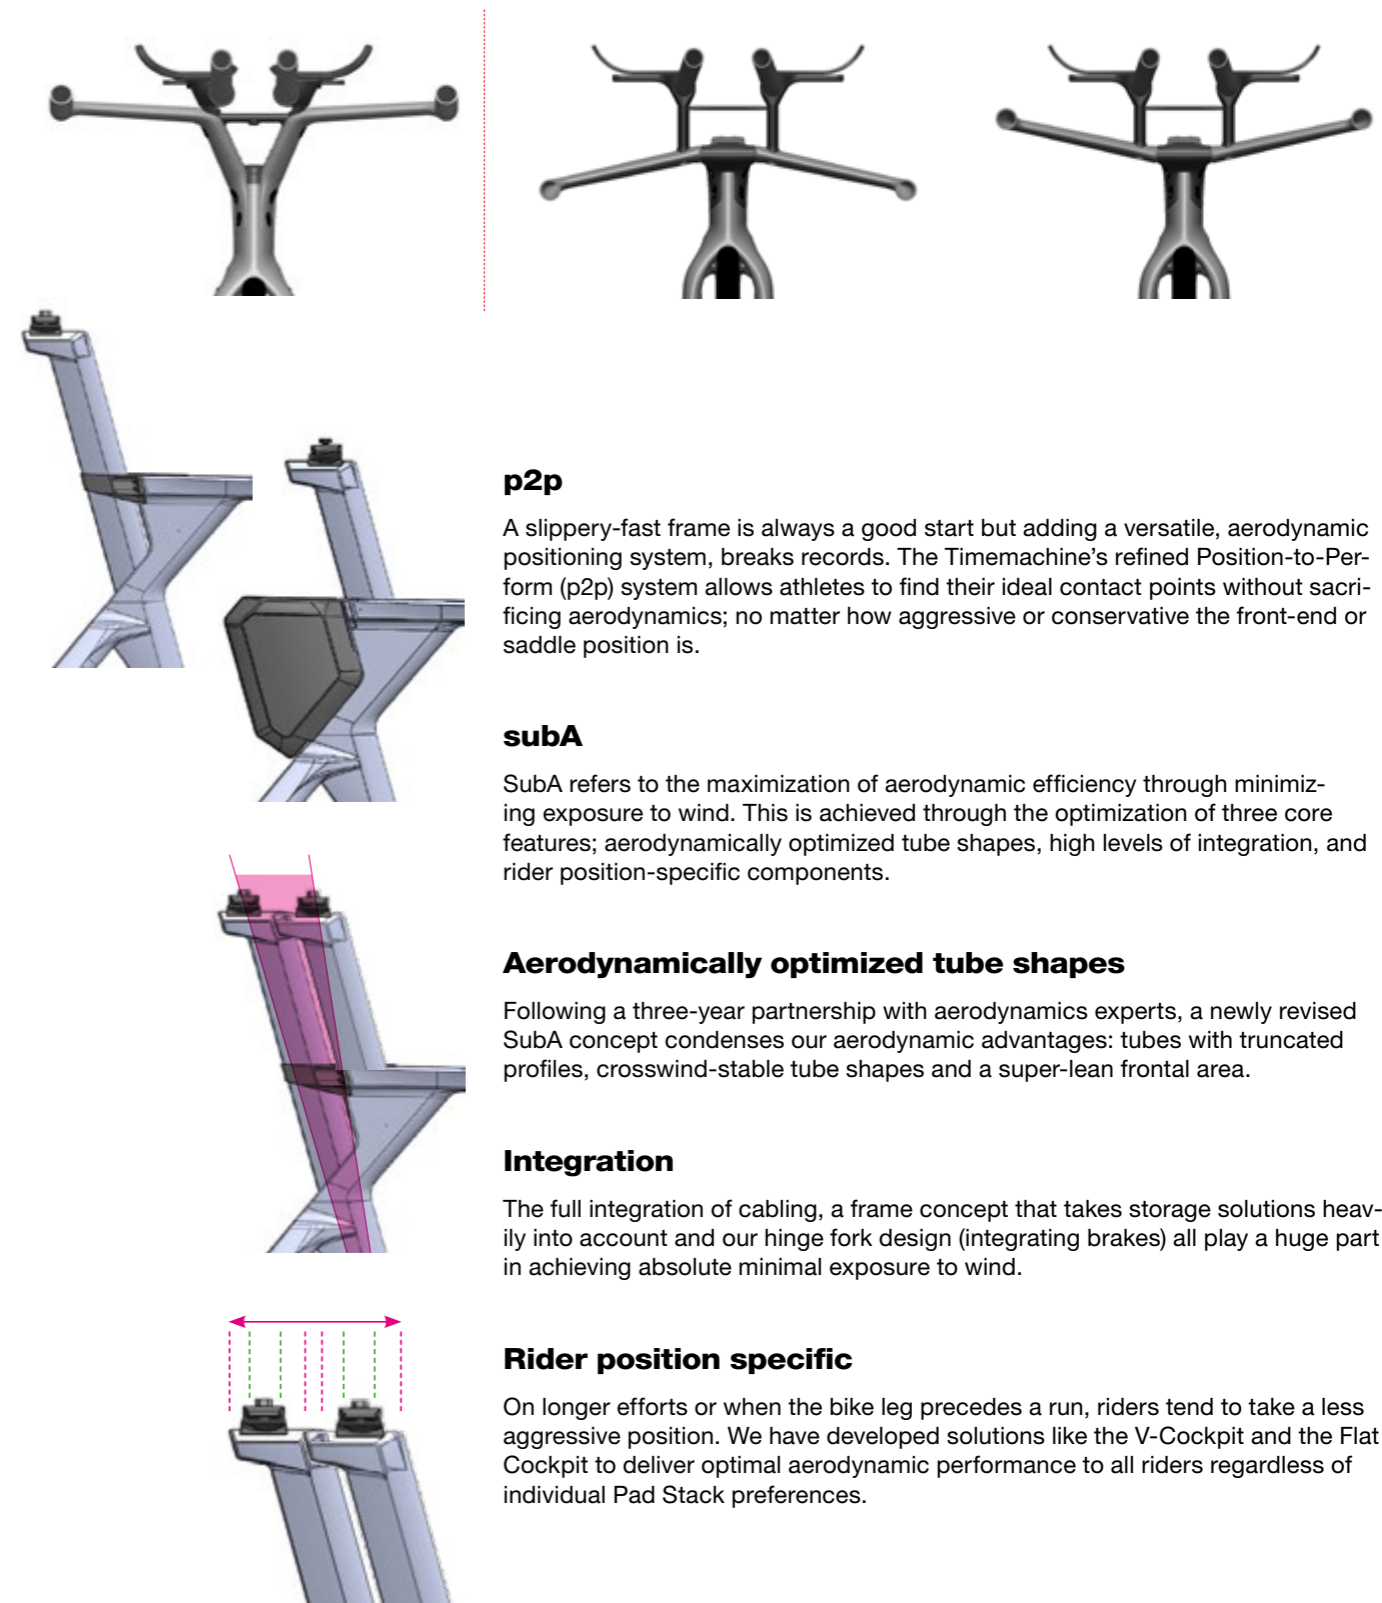 p2p
A slippery-fast frame is always a good start but adding a versatile, aerodynamic
positioning system, breaks records. The Timemachine’s refined Position-to-Per-
form (p2p) system allows athletes to find their ideal contact points without sacri-
ficing aerodynamics; no matter how aggressive or conservative the front-end or
saddle position is.
subA
SubA refers to the maximization of aerodynamic efficiency through minimiz-
ing exposure to wind. This is achieved through the optimization of three core
features; aerodynamically optimized tube shapes, high levels of integration, and
rider position-specific components.
Aerodynamically optimized tube shapes
Following a three-year partnership with aerodynamics experts, a newly revised
SubA concept condenses our aerodynamic advantages: tubes with truncated
profiles, crosswind-stable tube shapes and a super-lean frontal area.
Integration
The full integration of cabling, a frame concept that takes storage solutions heav-
ily into account and our hinge fork design (integrating brakes) all play a huge part
in achieving absolute minimal exposure to wind.
Rider position specific
On longer efforts or when the bike leg precedes a run, riders tend to take a less
aggressive position. We have developed solutions like the V-Cockpit and the Flat
Cockpit to deliver optimal aerodynamic performance to all riders regardless of
individual Pad Stack preferences.